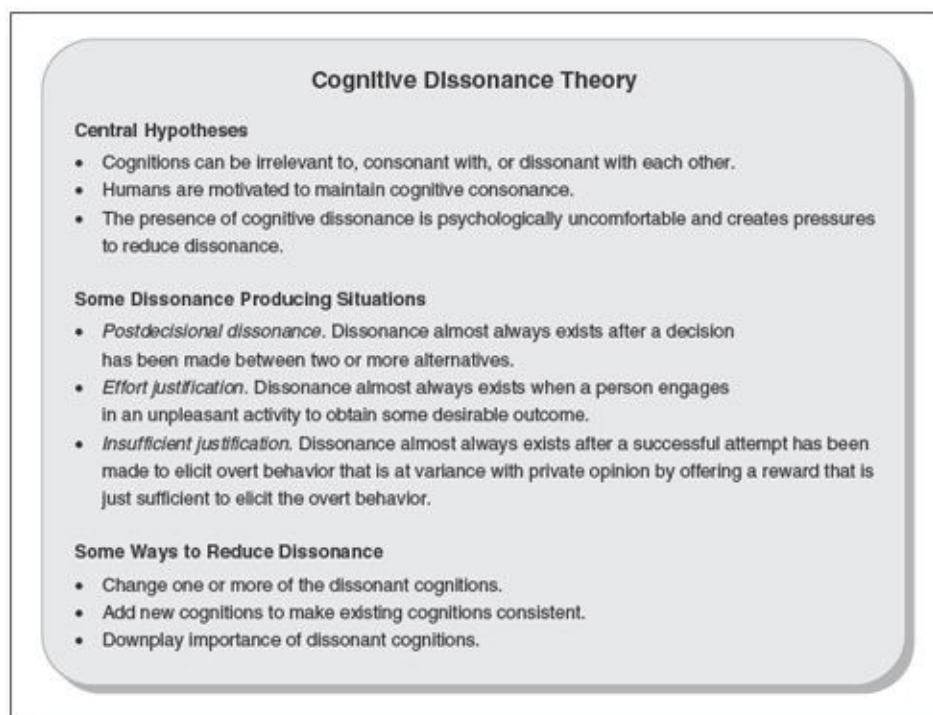 Cognitive Dissonance Theory
Central Hypotheses
• Cognitions can be irrelevant to, consonant with, or dissonant with each other.
• Humans are motivated to maintain cognitive consonance.
• The presence of cognitive dissonance is psychologically uncomfortable and creates pressures
to reduce dissonance.
Some Dissonance Producing Situations
• Postdecisional dissonance. Dissonance almost always exists after a decision
has been made between two or more alternatives.
• Effort justification. Dissonance almost always exists when a person engages
in an unpleasant activity to obtain some desirable outcome.
• Insufficient justification. Dissonance almost always exists after a successful attempt has been
made to elicit overt behavior that is at variance with private opinion by offering a reward that is
just sufficient to elicit the overt behavior.
Some Ways to Reduce Dissonance
• Change one or more of the dissonant cognitions.
• Add new cognitions to make existing cognitions consistent.
• Downplay importance of dissonant cognitions.